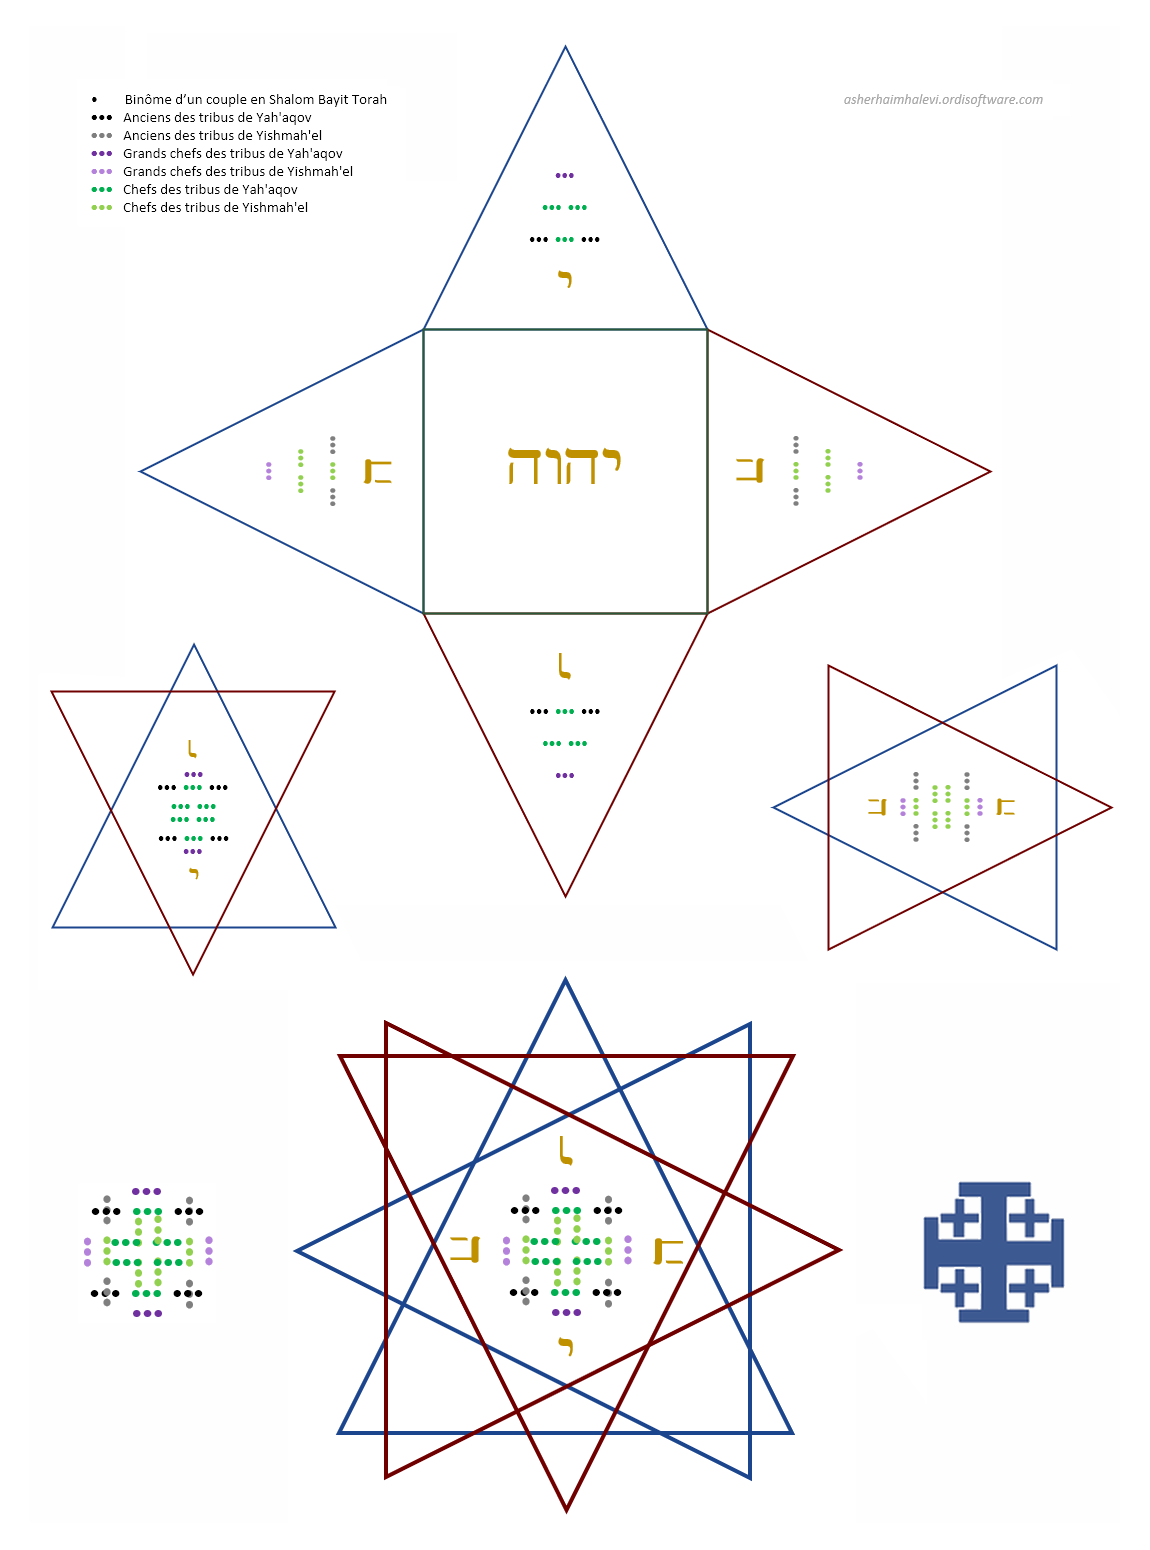 • Binôme d'un couple en Shalom Bayit Torah
••• Anciens des tribus de Yah'aqov
••• Anciens des tribus de Yishmah'el
••• Grands chefs des tribus de Yah'aqov
••• Grands chefs des tribus de Yishmah'el
••• Chefs des tribus de Yah'aqov
••• Chefs des tribus de Yishmah'el
asherhaimhalevi.ordisoftware.com
י
ה
יהוה
ה
ו
ו
י
ה
ה
ו
ה
ה
י